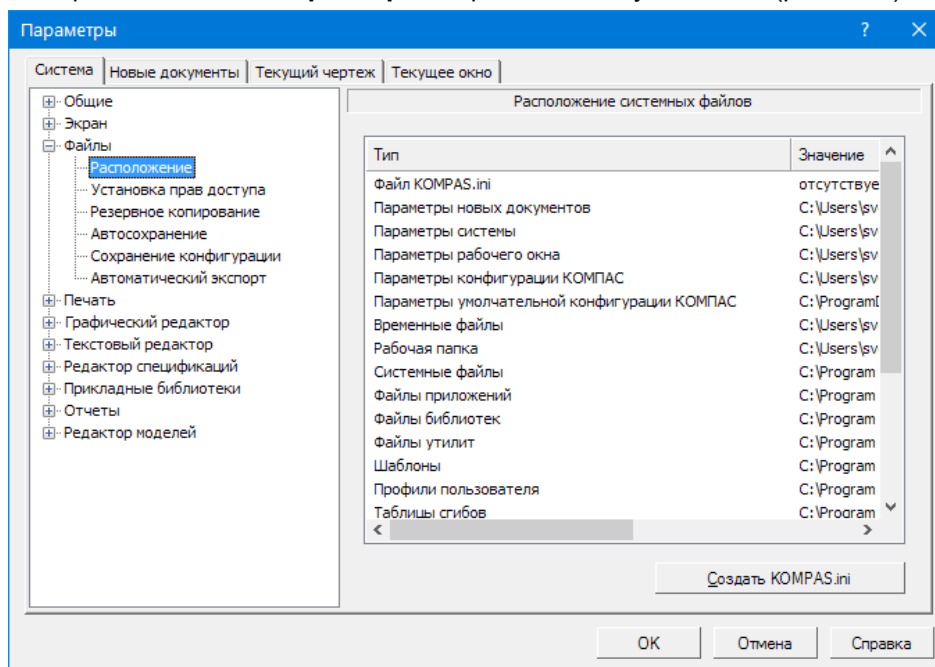 Параметры
Система Новые документы Текущий чертеж Текущее окно
Общие
Экран
Файлы
Расположение
Установка прав доступа
Резервное копирование
Автосохранение
Сохранение конфигурации
Автоматический экспорт
Печать
Графический редактор
Текстовый редактор
Редактор спецификаций
Прикладные библиотеки
Отчеты
Редактор моделей
Расположение системных файлов
Тип Значение
Файл KOMPAS.ini отсутствуе
Параметры новых документов C:\Users\sv
Параметры системы C:\Users\sv
Параметры рабочего окна C:\Users\sv
Параметры конфигурации КОМПАС C:\Users\sv
Параметры умолчательной конфигурации КОМПАС C:\Program
Временные файлы C:\Users\sv
Рабочая папка C:\Users\sv
Системные файлы C:\Program
Файлы приложений C:\Program
Файлы библиотек C:\Program
Файлы утилит C:\Program
Шаблоны C:\Program
Профили пользователя C:\Program
Таблицы сгибов C:\Program
Создать KOMPAS.ini
OK Отмена Справка